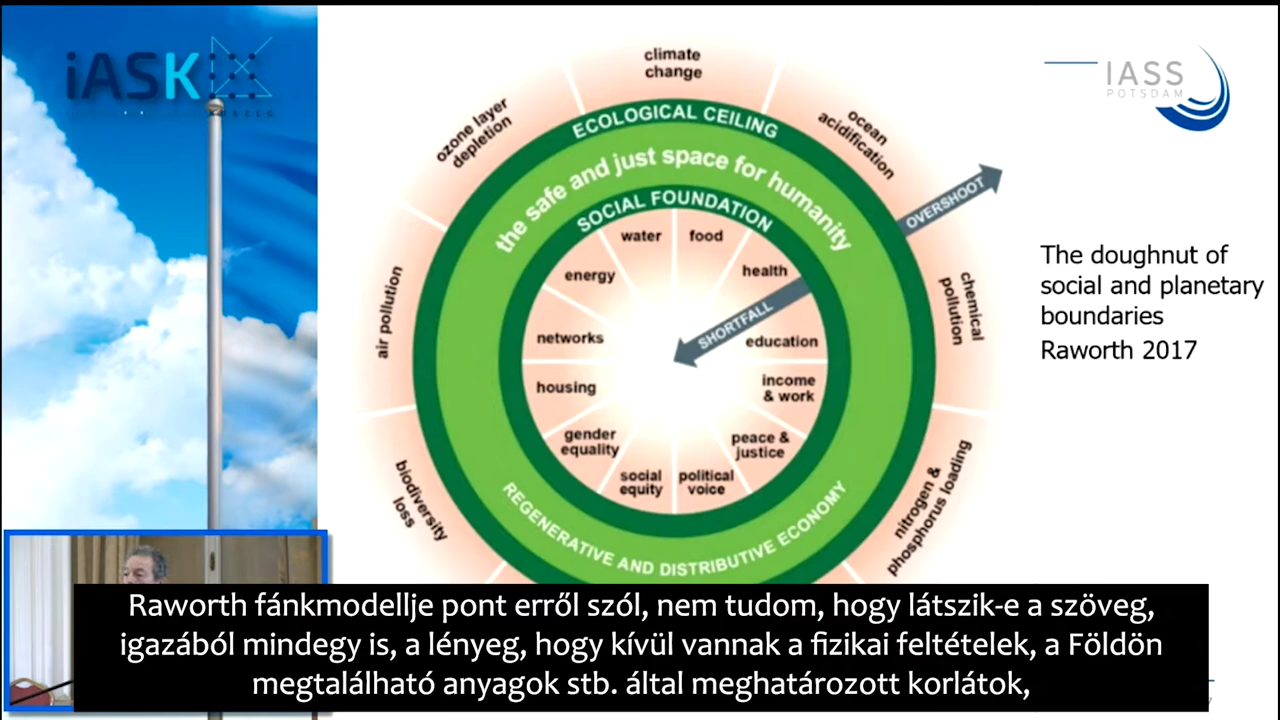 iASK
KŐSZEG
IASS
POTSDAM
climate
change
ozone layer
depletion
ocean
acidification
air pollution
chemical
pollution
biodiversity
loss
nitrogen &
phosphorus loading
ECOLOGICAL CEILING
the safe and just space for humanity
SOCIAL FOUNDATION
OVERSHOOT
water
food
energy
health
SHORTFALL
networks
education
housing
income
& work
gender
equality
peace &
justice
social
equity
political
voice
REGENERATIVE AND DISTRIBUTIVE ECONOMY
The doughnut of
social and planetary
boundaries
Raworth 2017
Raworth fánkmodellje pont erről szól, nem tudom, hogy látszik-e a szöveg,
igazából mindegy is, a lényeg, hogy kívül vannak a fizikai feltételek, a Földön
megtalálható anyagok stb. által meghatározott korlátok,